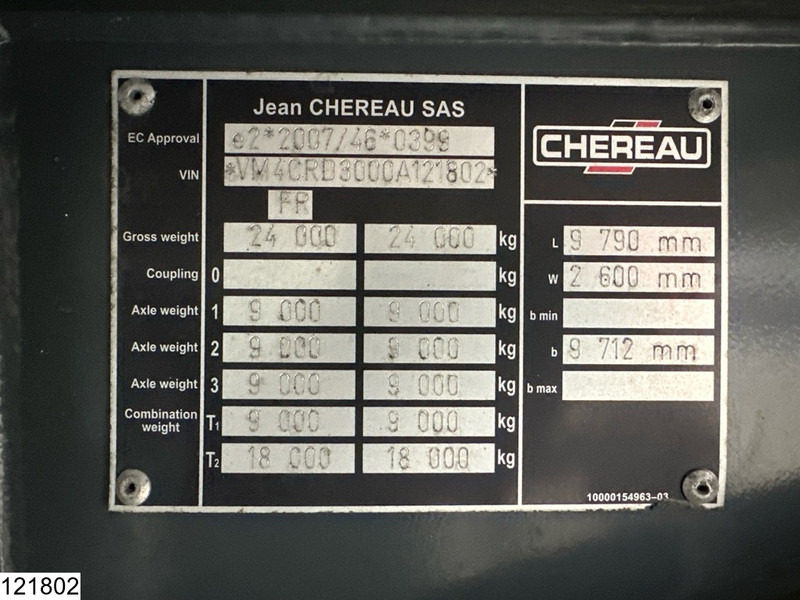 Jean CHEREAU SAS
EC Approval e2*2007/46*0399
VIN *VM4CRD3000A121802*
FR
Gross weight 24 000 24 000 kg
Coupling 0 kg
Axle weight 1 9 000 9 000 kg
Axle weight 2 9 000 9 000 kg
Axle weight 3 9 000 9 000 kg
Combination weight T1 9 000 9 000 kg
T2 18 000 18 000 kg
CHEREAU
L 9 790 mm
W 2 600 mm
b min
b 9 712 mm
b max
10000154963-03
121802